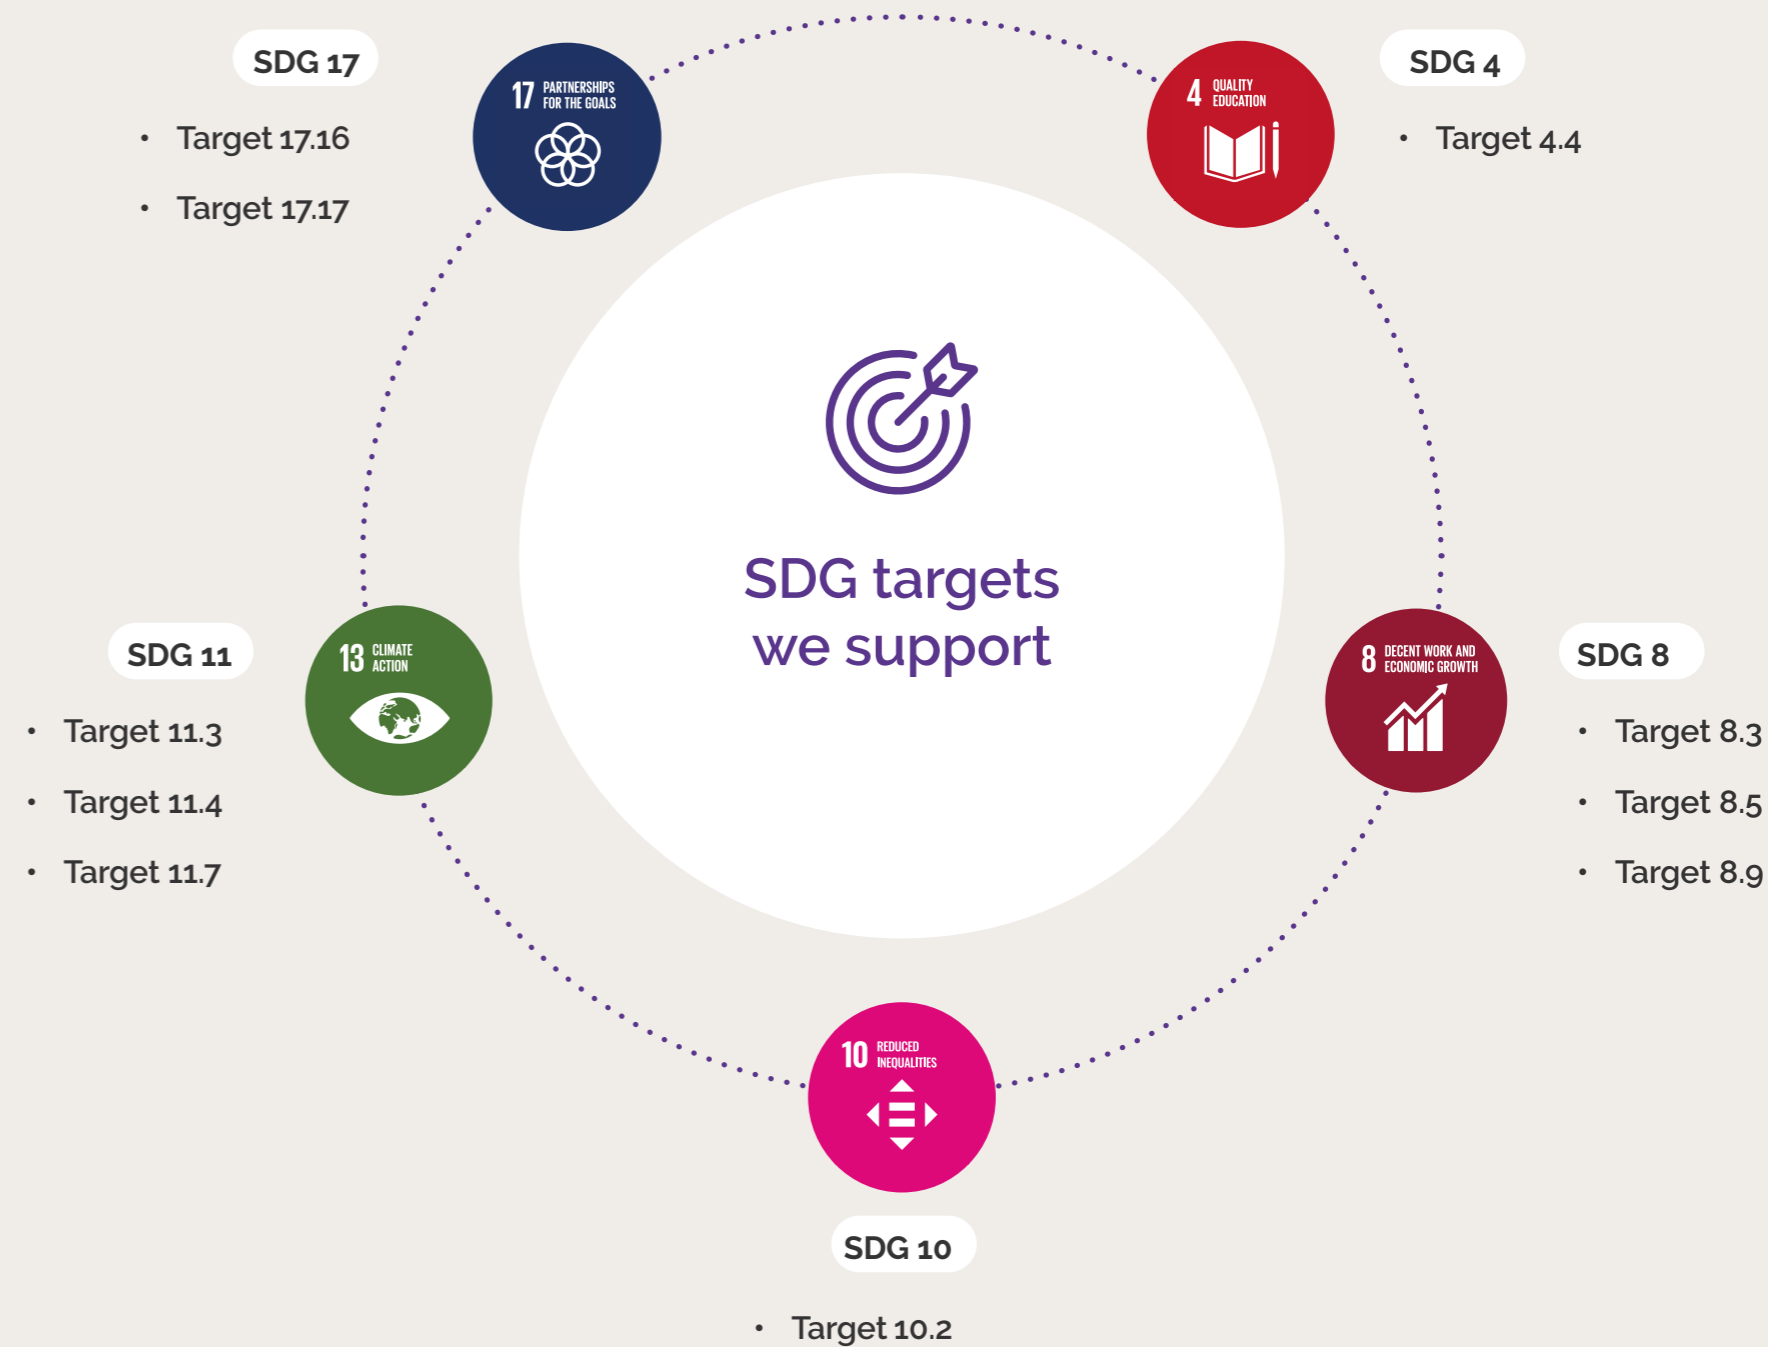 SDG 17
• Target 17.16
• Target 17.17
17 PARTNERSHIPS
FOR THE GOALS
4 QUALITY
EDUCATION
SDG 4
• Target 4.4
SDG targets
we support
SDG 11
• Target 11.3
• Target 11.4
• Target 11.7
13 CLIMATE
ACTION
8 DECENT WORK AND
ECONOMIC GROWTH
SDG 8
• Target 8.3
• Target 8.5
• Target 8.9
10 REDUCED
INEQUALITIES
SDG 10
• Target 10.2